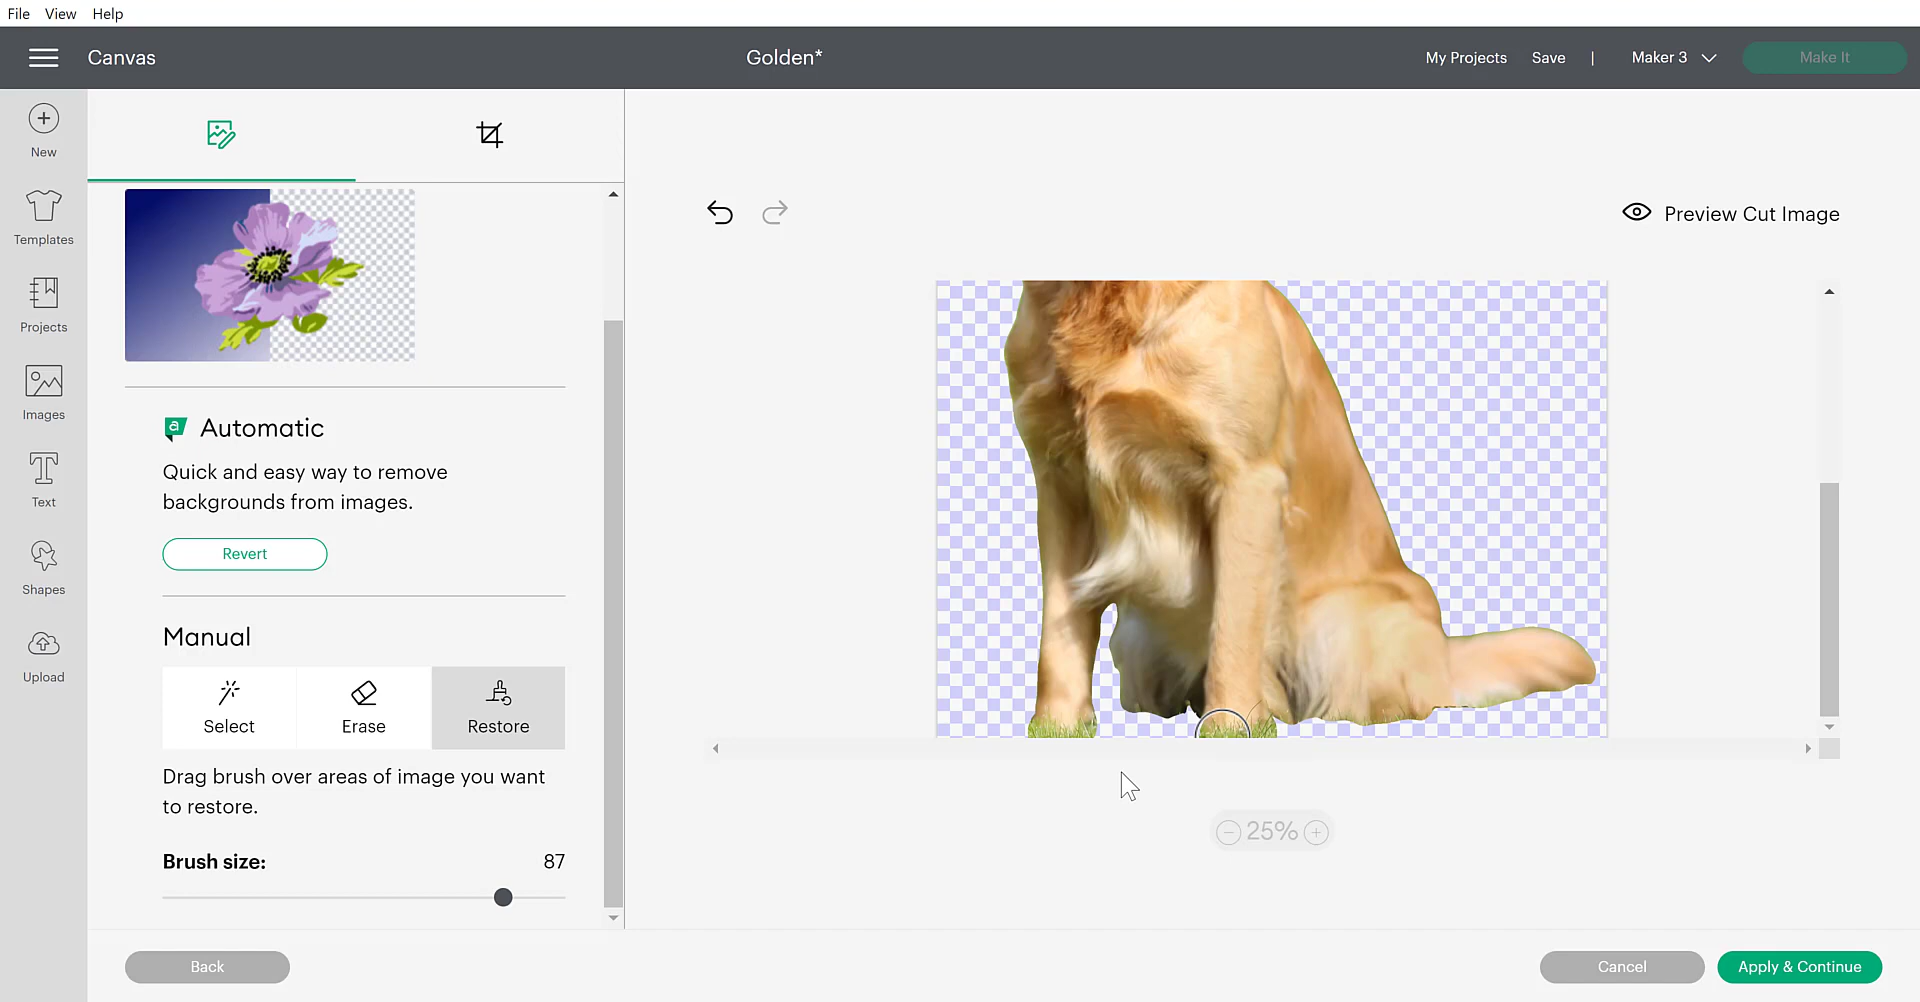 File View Help
Canvas
Golden*
My Projects Save | Maker 3 Make It
New
Templates
Projects
Images
Text
Shapes
Upload
a Automatic
Quick and easy way to remove
backgrounds from images.
Revert
Manual
Select Erase Restore
Drag brush over areas of image you want
to restore.
Brush size: 87
Preview Cut Image
25%
Back
Cancel Apply & Continue